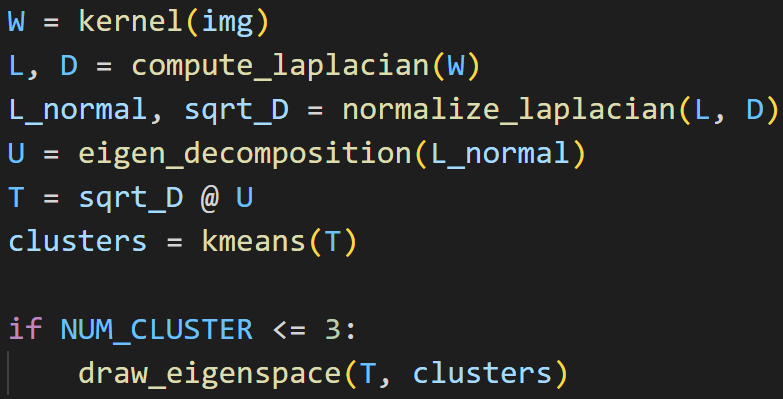 W = kernel(img)
L, D = compute_laplacian(W)
L_normal, sqrt_D = normalize_laplacian(L, D)
U = eigen_decomposition(L_normal)
T = sqrt_D @ U
clusters = kmeans(T)
if NUM_CLUSTER <= 3:
    draw_eigenspace(T, clusters)